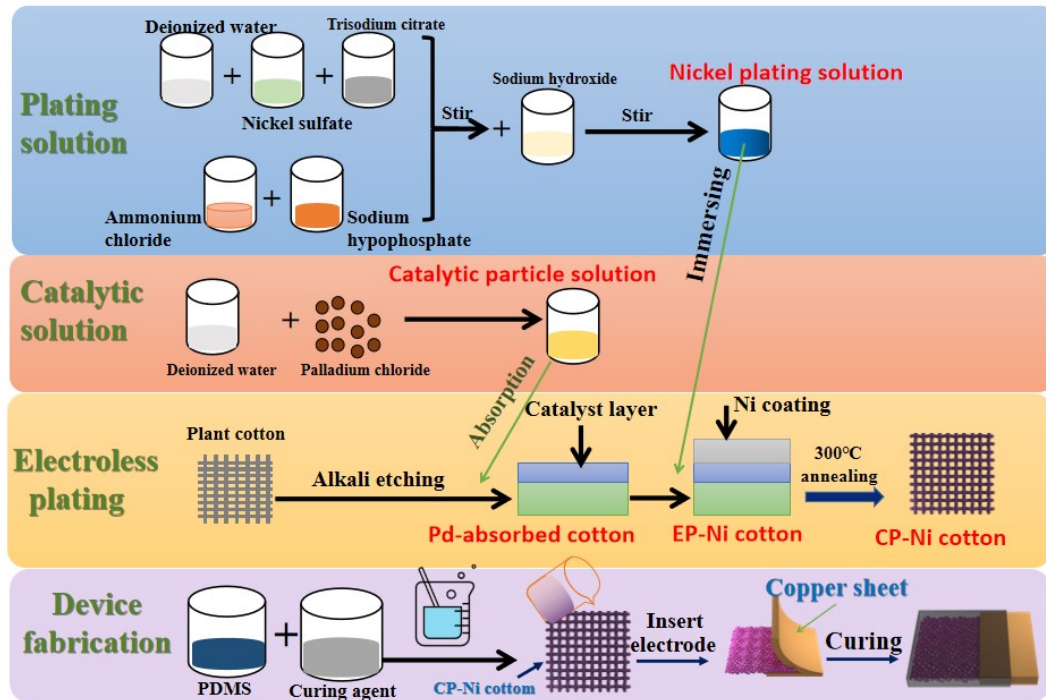 Deionized water
Trisodium citrate
Nickel sulfate
Plating
solution
Stir
Sodium hydroxide
Stir
Nickel plating solution
Ammonium
chloride
Sodium
hypophosphate
Immersing
Catalytic
solution
Catalytic particle solution
Deionized water
Palladium chloride
Absorption
Electroless
plating
Plant cotton
Alkali etching
Catalyst layer
Pd-absorbed cotton
Ni coating
EP-Ni cotton
300°C
annealing
CP-Ni cotton
Device
fabrication
PDMS
Curing agent
CP-Ni cottom
Insert
electrode
Copper sheet
Curing